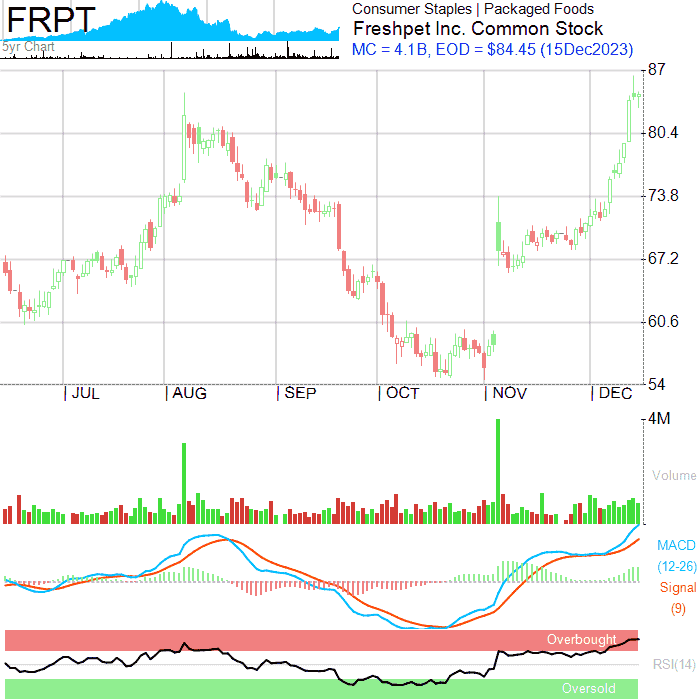 FRPT
5yr Chart
Consumer Staples | Packaged Foods
Freshpet Inc. Common Stock
MC = 4.1B, EOD = $84.45 (15Dec2023)
87
80.4
73.8
67.2
60.6
54
| JUL
| AUG
| SEP
| OCT
| NOV
| DEC
4M
Volume
MACD
(12-26)
Signal
(9)
Overbought
RSI(14)
Oversold